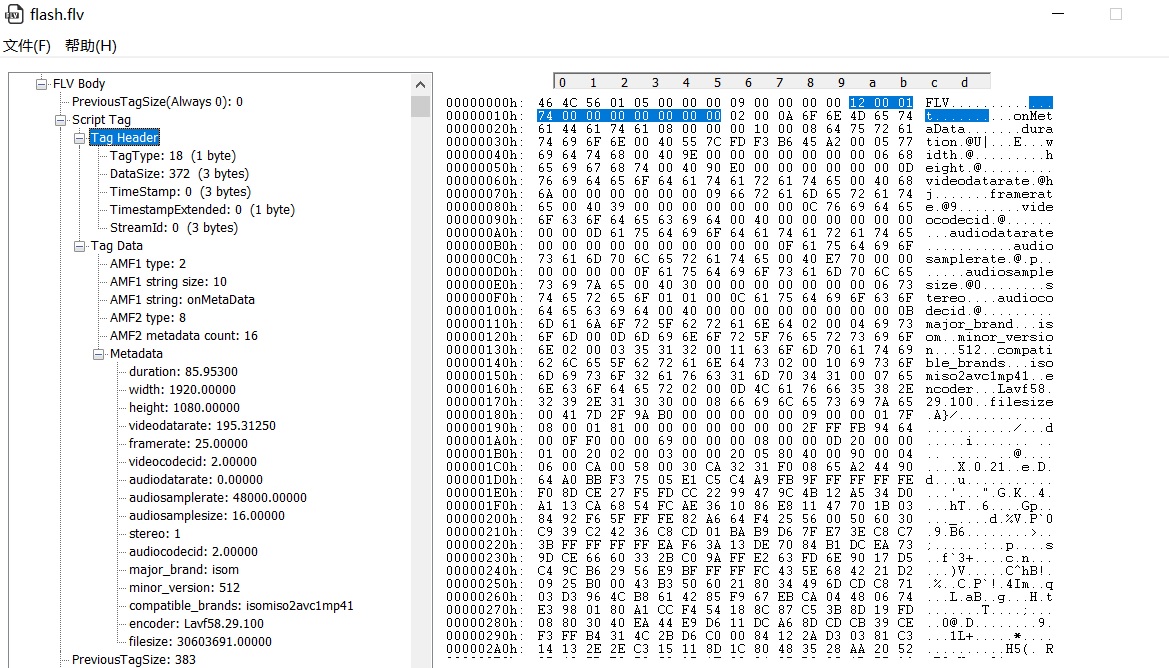 flash.flv
文件(F) 帮助(H)
FLV Body
PreviousTagSize(Always 0): 0
Script Tag
Tag Header
TagType: 18 (1 byte)
DataSize: 372 (3 bytes)
TimeStamp: 0 (3 bytes)
TimestampExtended: 0 (1 byte)
StreamId: 0 (3 bytes)
Tag Data
AMF1 type: 2
AMF1 string size: 10
AMF1 string: onMetaData
AMF2 type: 8
AMF2 metadata count: 16
Metadata
duration: 85.95300
width: 1920.00000
height: 1080.00000
videodatarate: 195.31250
framerate: 25.00000
videocodecid: 2.00000
audiodatarate: 0.00000
audiosamplerate: 48000.00000
audiosamplesize: 16.00000
stereo: 1
audiocodecid: 2.00000
major_brand: isom
minor_version: 512
compatible_brands: isomiso2avc1mp41
encoder: Lavf58.29.100
filesize: 30603691.00000
PreviousTagSize: 383
0 1 2 3 4 5 6 7 8 9 a b c d
00000000h: 46 4C 56 01 05 00 00 00 09 00 00 00 00 12 00 01 FLV.............
00000010h: 74 00 00 00 00 00 00 00 02 00 0A 6F 6E 4D 65 74 t..........onMet
00000020h: 61 44 61 74 61 08 00 00 00 10 00 08 64 75 72 61 aData.......dura
00000030h: 74 69 6F 6E 00 40 55 7C FD F3 B6 45 A2 00 05 77 tion.@U|...E...w
00000040h: 69 64 74 68 00 40 9E 00 00 00 00 00 00 00 06 68 idth.@.........h
00000050h: 65 69 67 68 74 00 40 90 E0 00 00 00 00 00 00 0D eight.@.........
00000060h: 76 69 64 65 6F 64 61 74 61 72 61 74 65 00 40 68 videodatarate.@h
00000070h: 6A 00 00 00 00 00 00 09 66 72 61 6D 65 72 61 74 j.......framerat
00000080h: 65 00 40 39 00 00 00 00 00 00 00 0C 76 69 64 65 e.@9........vide
00000090h: 6F 63 6F 64 65 63 69 64 00 40 00 00 00 00 00 00 ocodecid.@......
000000A0h: 00 00 0D 61 75 64 69 6F 64 61 74 61 72 61 74 65 ...audiodatarate
000000B0h: 00 00 00 00 00 00 00 00 00 00 0F 61 75 64 69 6F ...........audio
000000C0h: 73 61 6D 70 6C 65 72 61 74 65 00 40 E7 70 00 00 samplerate.@.p..
000000D0h: 00 00 00 00 0F 61 75 64 69 6F 73 61 6D 70 6C 65 .....audiosample
000000E0h: 73 69 7A 65 00 40 30 00 00 00 00 00 00 00 06 73 size.@0........s
000000F0h: 74 65 72 65 6F 01 01 00 0C 61 75 64 69 6F 63 6F tereo....audioco
00000100h: 64 65 63 69 64 00 40 00 00 00 00 00 00 00 00 0B decid.@.........
00000110h: 6D 61 6A 6F 72 5F 62 72 61 6E 64 02 00 04 69 73 major_brand...is
00000120h: 6F 6D 00 0D 6D 69 6E 6F 72 5F 76 65 72 73 69 6F om..minor_versio
00000130h: 6E 02 00 03 35 31 32 00 11 63 6F 6D 70 61 74 69 n...512..compati
00000140h: 62 6C 65 5F 62 72 61 6E 64 73 02 00 10 69 73 6F ble_brands...iso
00000150h: 6D 69 73 6F 32 61 76 63 31 6D 70 34 31 00 07 65 miso2avc1mp41..e
00000160h: 6E 63 6F 64 65 72 02 00 0D 4C 61 76 66 35 38 2E ncoder...Lavf58.
00000170h: 32 39 2E 31 30 30 00 08 66 69 6C 65 73 69 7A 65 29.100..filesize
00000180h: 00 41 7D 2F 9A B0 00 00 00 00 00 09 00 00 01 7F .A}/............
00000190h: 08 00 01 81 00 00 00 00 00 00 00 2F FF FB 94 64 .........../...d
000001A0h: 00 0F F0 00 00 69 00 00 00 08 00 00 0D 20 00 00 .....i....... ..
000001B0h: 01 00 20 02 00 03 00 00 20 05 80 40 00 90 00 04
000001C0h: 06 00 CA 00 58 00 30 CA 32 31 F0 08 65 A2 44 90 ....X.0.21..e.D.
000001D0h: 64 A0 BB F3 75 05 E1 C5 C4 A9 FB 9F FF FF FF FE d...u...........
000001E0h: F0 8D CE 27 F5 FD CC 22 99 47 9C 4B 12 A5 34 D0 ...'...".G.K..4.
000001F0h: A1 13 CA 68 54 FC AE 36 10 86 E8 11 47 70 1B 03 ...hT..6....Gp..
00000200h: 84 92 F6 5F FF FE 82 A6 64 F4 25 56 00 50 60 30
00000210h: C9 39 C2 42 36 C8 CD 01 BA B9 D6 7F E7 3E C8 C7
00000220h: 3B FF FF FF FF EA F6 3A 13 DE 70 84 B1 DC EA 73
00000230h: 9D CE 66 60 33 2B C0 9A FF E2 63 FD 6E 90 17 D5
00000240h: C4 9C B6 29 56 E9 BF FF FF FC 43 5E 68 42 21 D2
00000250h: 09 25 B0 00 43 B3 50 60 21 80 34 49 6D CD C8 71
00000260h: 03 D3 96 4C B8 61 42 85 F9 67 EB CA 04 48 06 74
00000270h: E3 98 01 80 A1 CC F4 54 18 8C 87 C5 3B 8D 19 FD
00000280h: 08 80 30 40 EA 44 E9 D6 11 DC A6 8D CD CB 39 CE
00000290h: F3 FF B4 31 4C 2B D6 C0 00 84 12 2A D3 03 81 C3
000002A0h: 14 13 2E 2E C3 15 11 8D 1C 80 48 35 28 AA 20 52